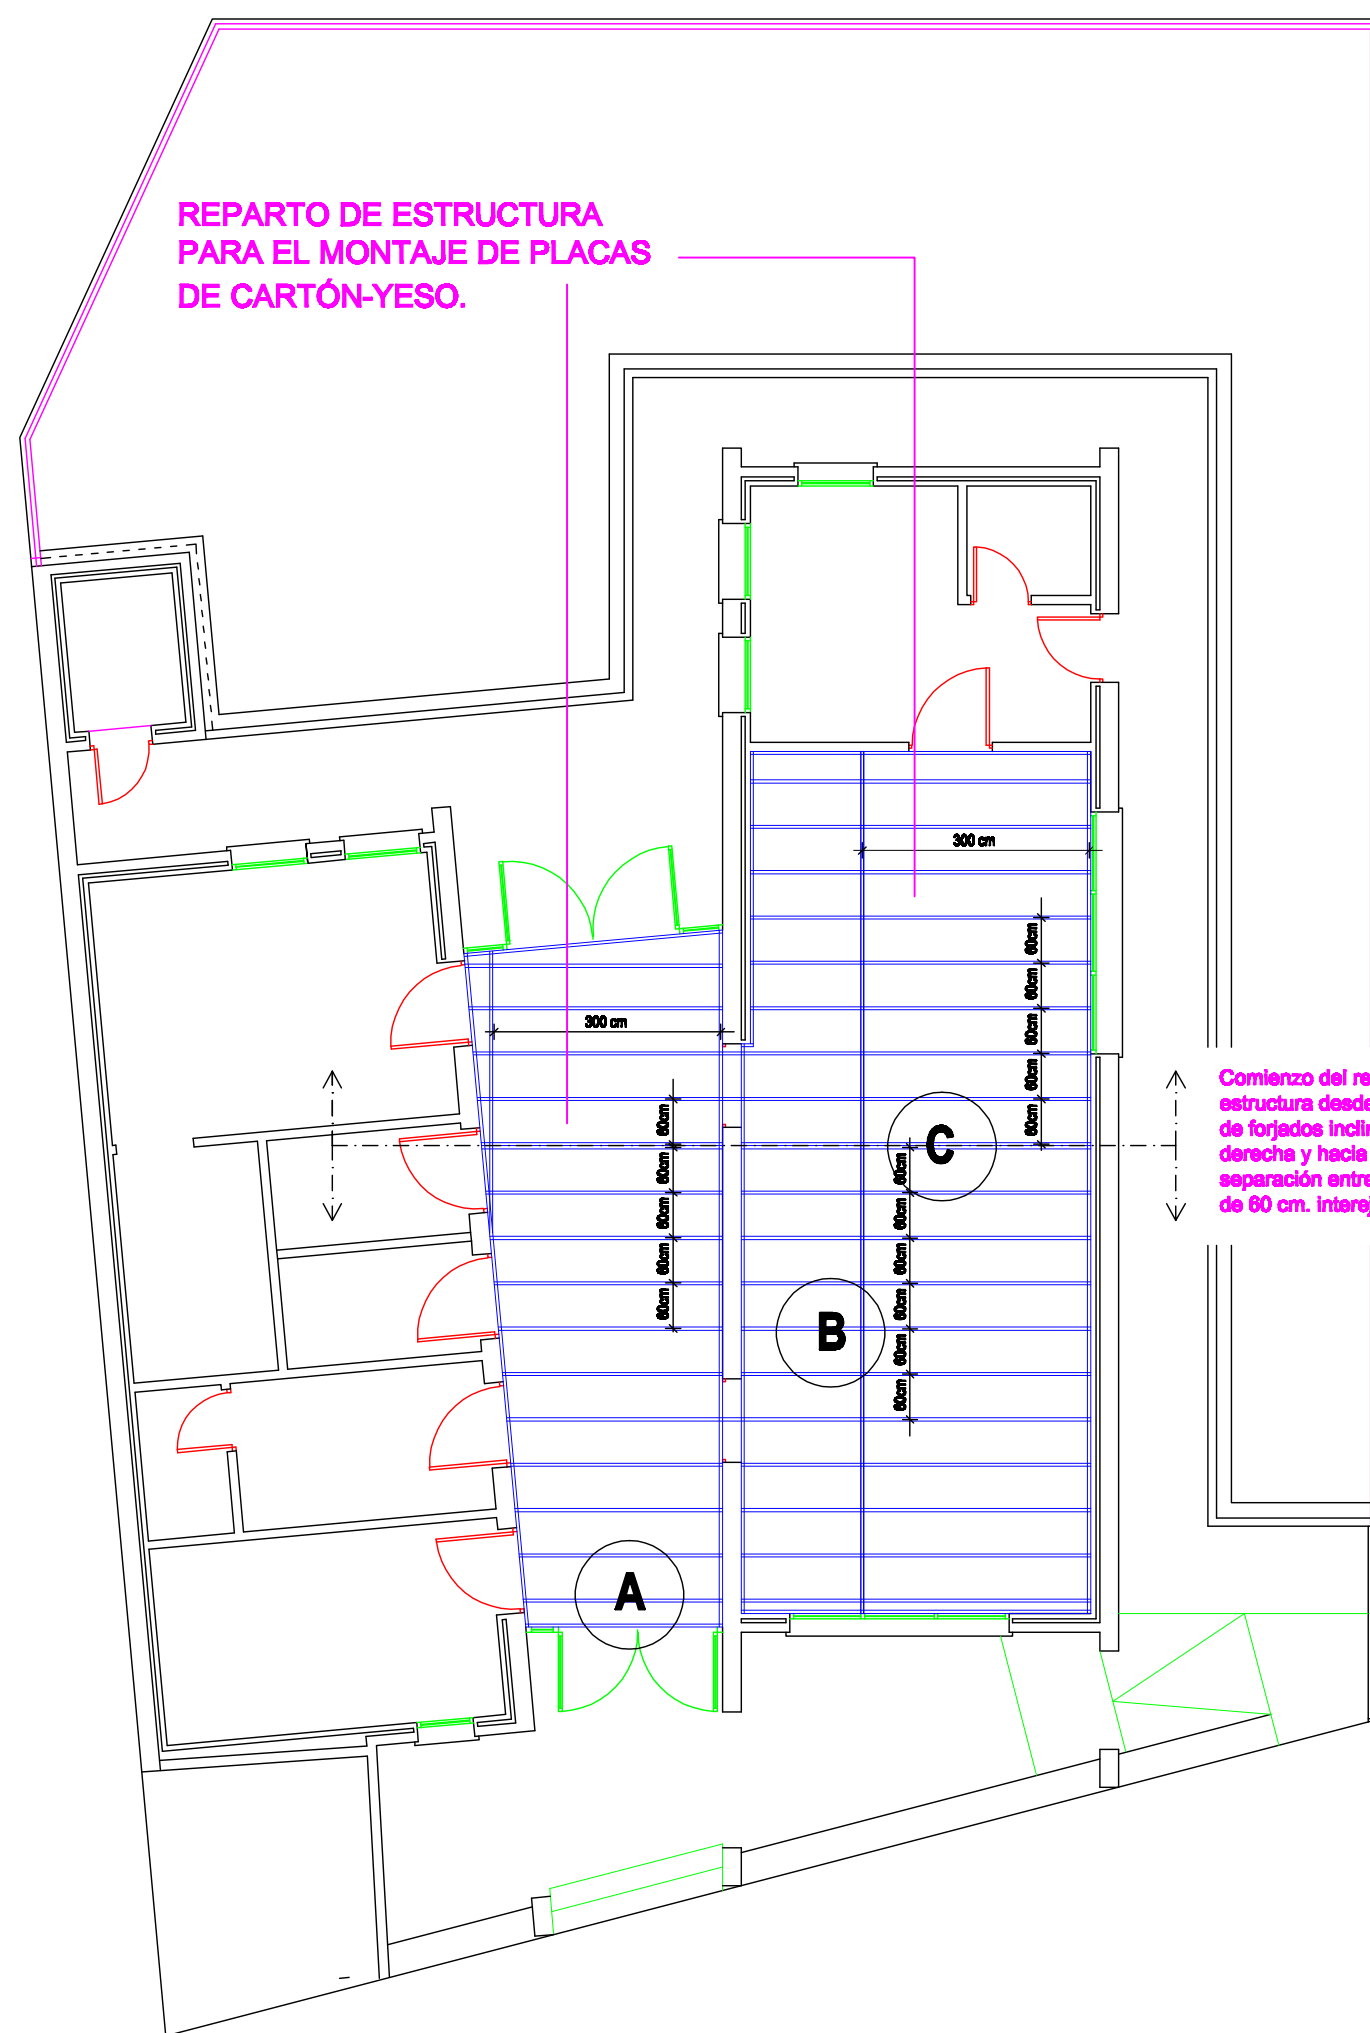 REPARTO DE ESTRUCTURA
PARA EL MONTAJE DE PLACAS
DE CARTÓN-YESO.
300 cm
60cm
60cm
60cm
60cm
60cm
300 cm
Comienzo del re
estructura desde
de forjados inclin
derecha y hacia
separación entre
de 60 cm. interej
60cm
60cm
60cm
60cm
60cm
C
60cm
60cm
60cm
60cm
60cm
60cm
B
A